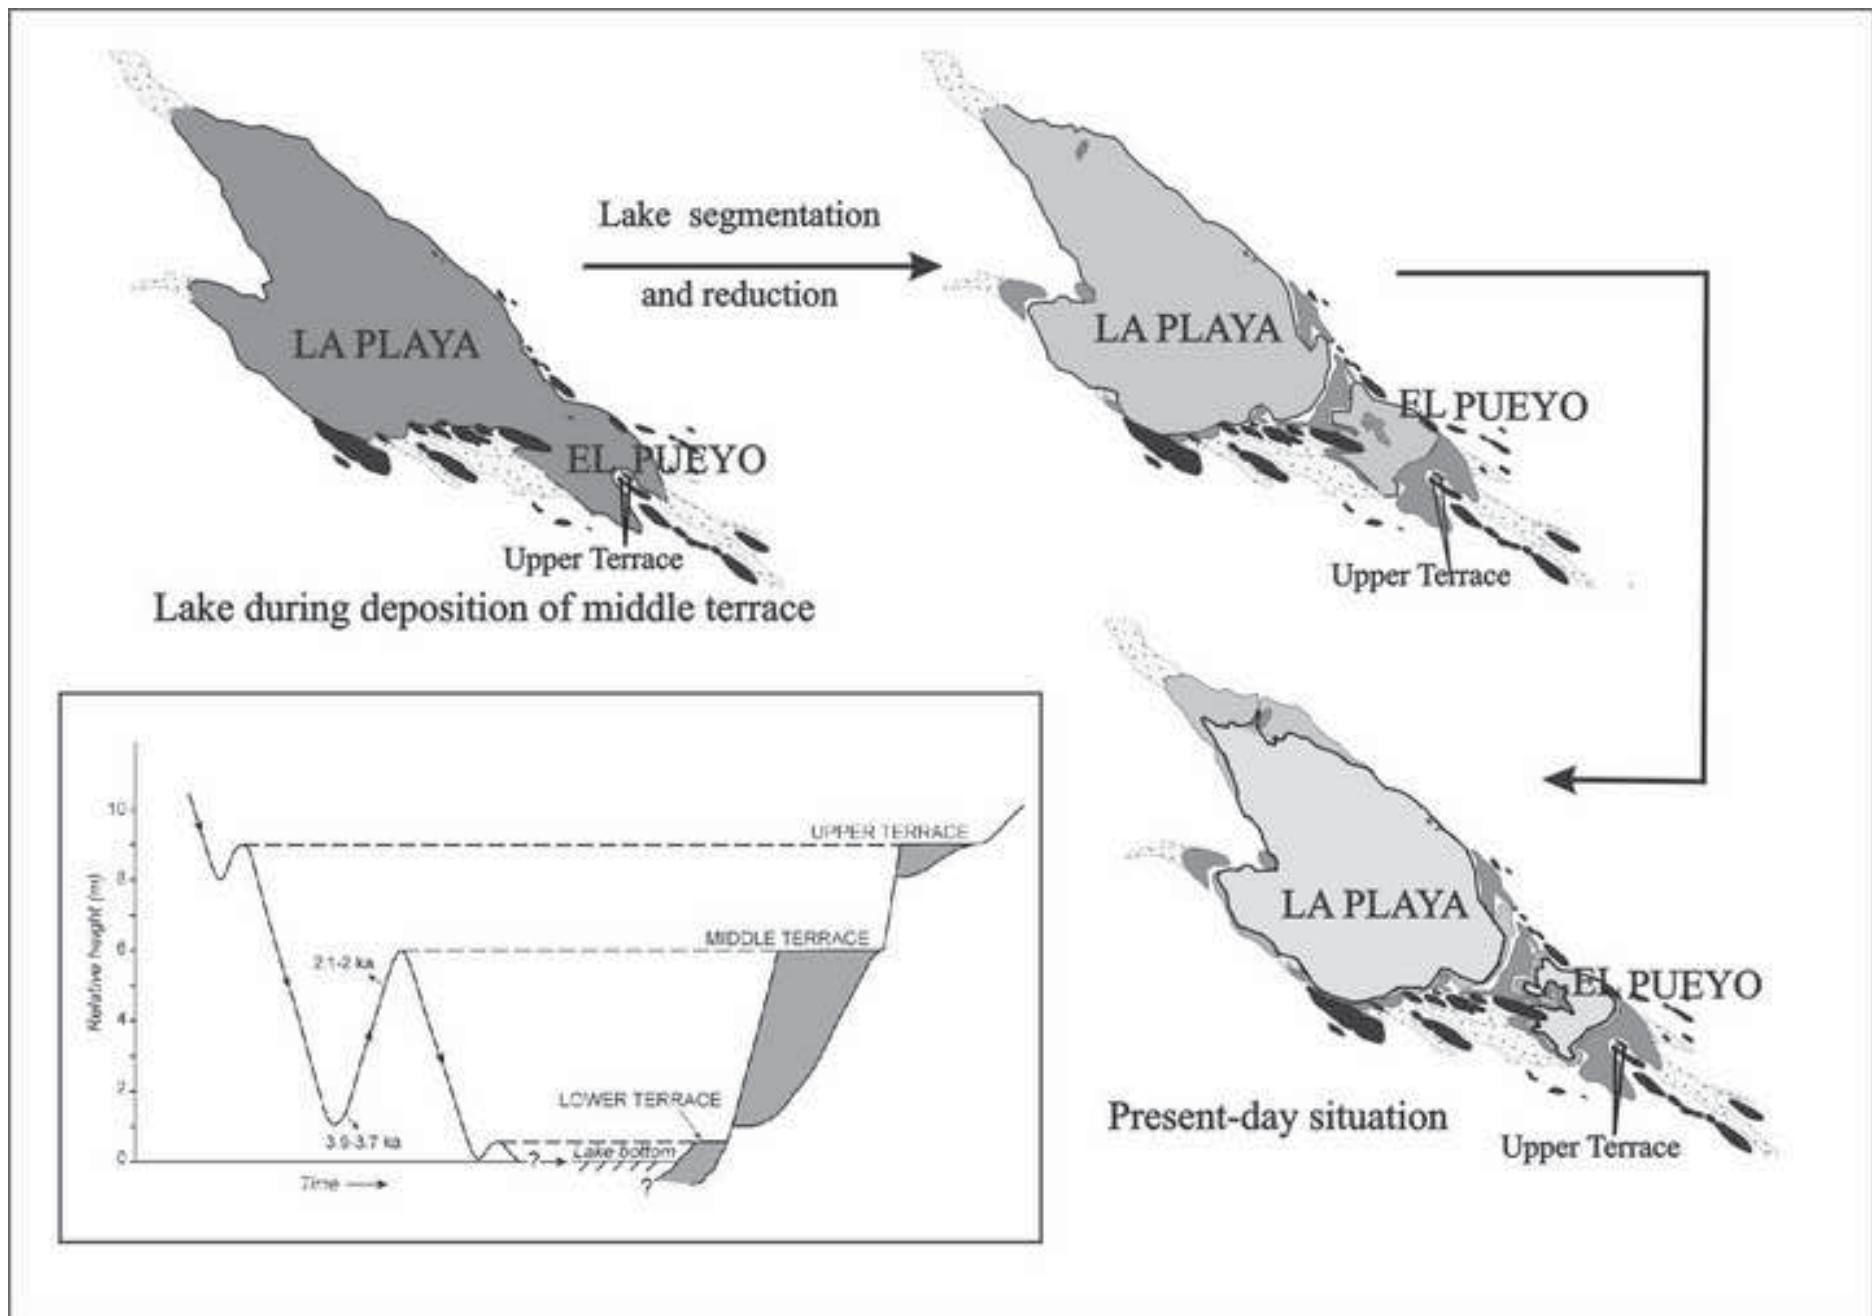 Lake segmentation
and reduction
LA PLAYA
EL PUEYO
Upper Terrace
Lake during deposition of middle terrace
LA PLAYA
EL PUEYO
Upper Terrace
LA PLAYA
EL PUEYO
Present-day situation
Upper Terrace
Relative height (m)
10
8
6
4
2
0
UPPER TERRACE
MIDDLE TERRACE
2.1-2 ka
LOWER TERRACE
3.9-3.7 ka
Lake bottom
?
?
Time